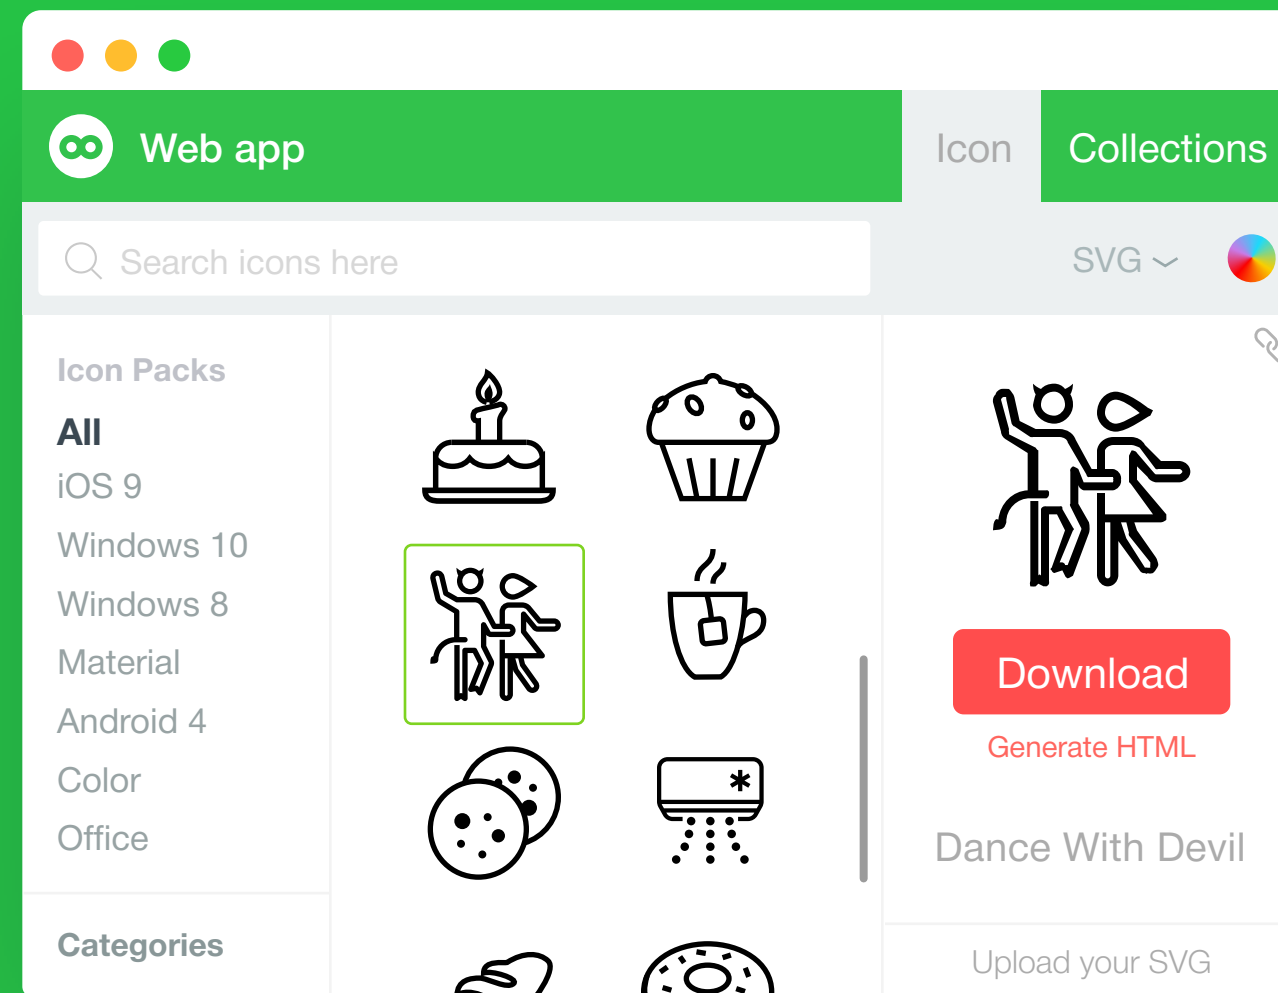 Web app
Icon
Collections
Search icons here
SVG
Icon Packs
All
iOS 9
Windows 10
Windows 8
Material
Android 4
Color
Office
Categories
Download
Generate HTML
Dance With Devil
Upload your SVG